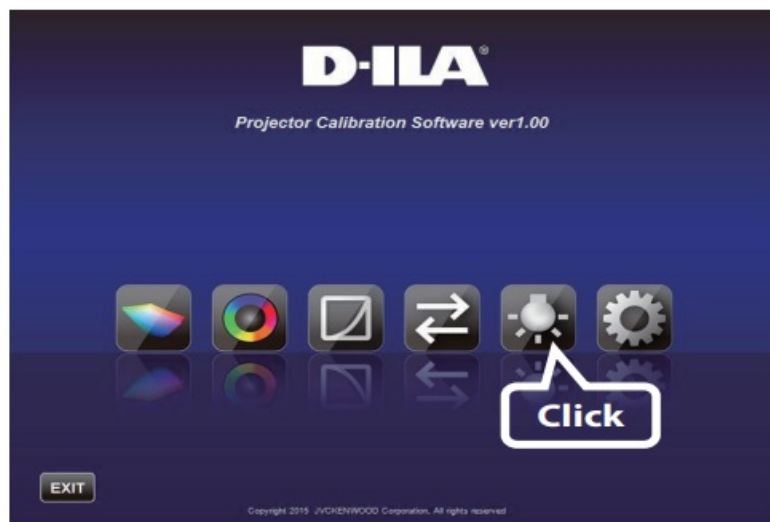 D-ILA®
Projector Calibration Software ver1.00
Click
EXIT
Copyright 2015 JVCKENWOOD Corporation, All rights reserved